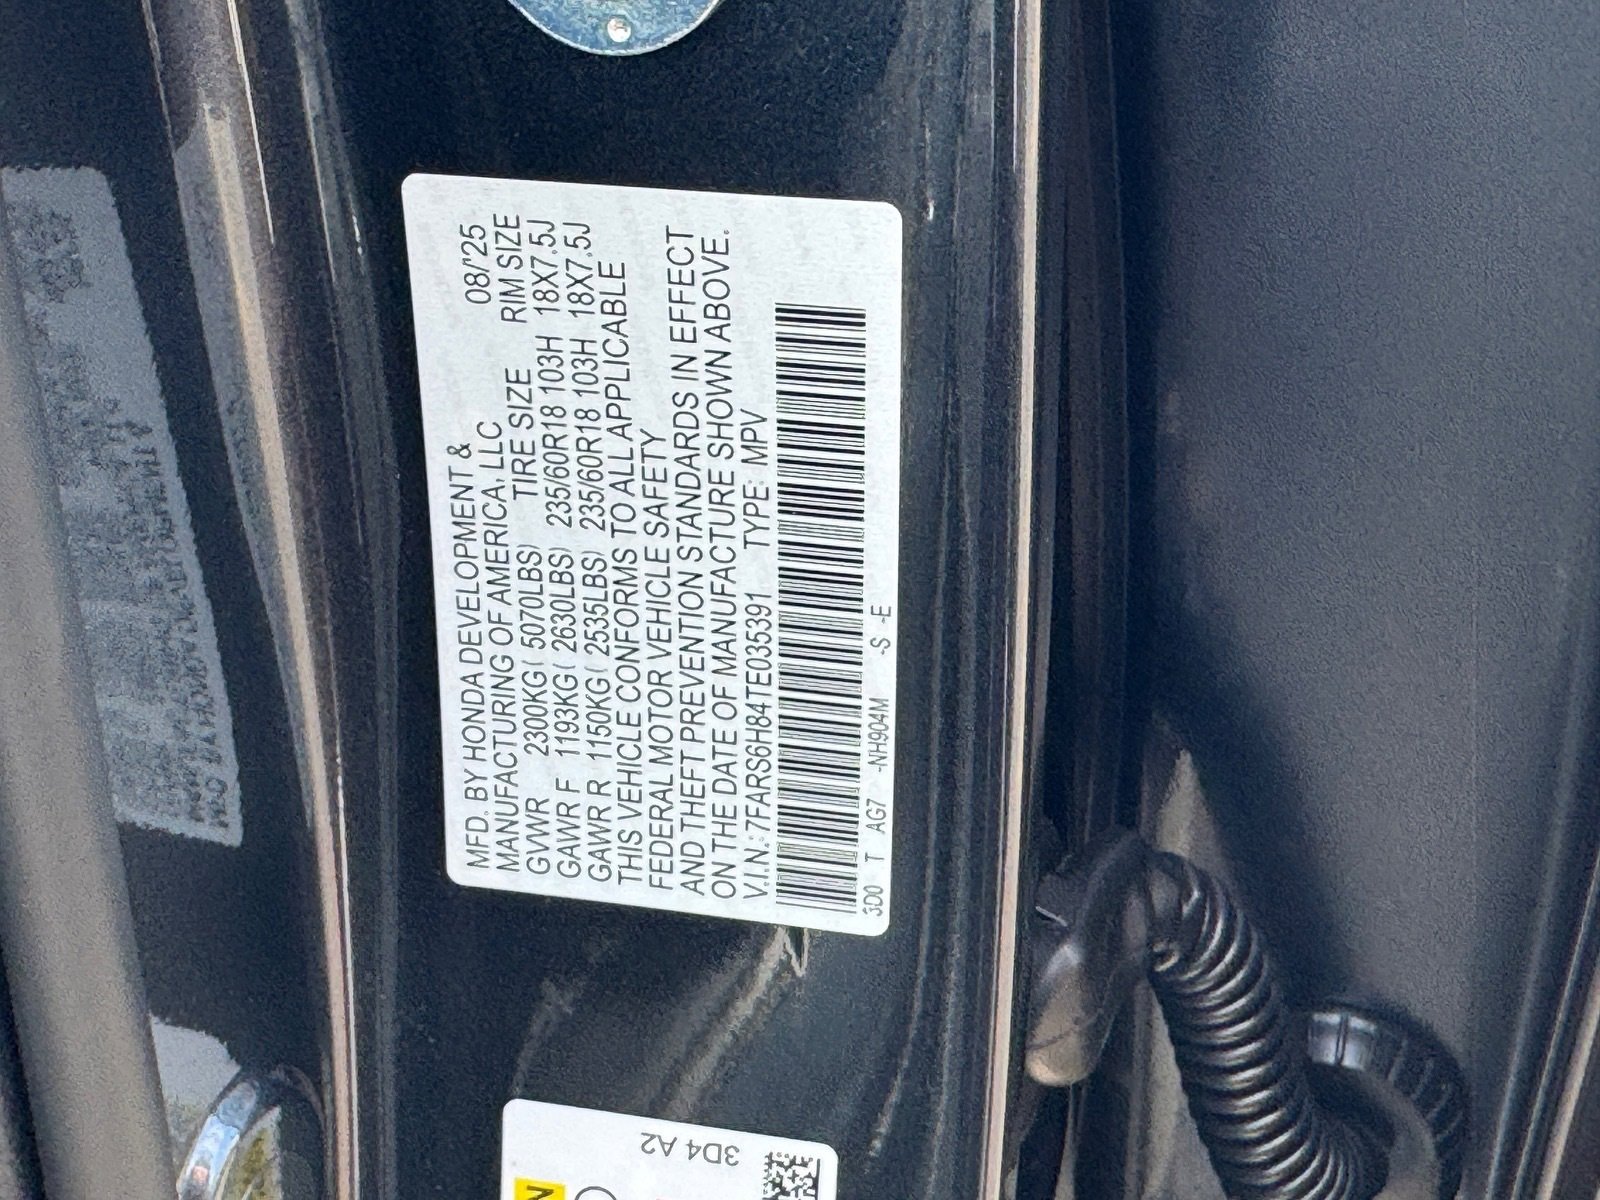 MFD. BY HONDA DEVELOPMENT &
MANUFACTURING OF AMERICA, LLC 08/'25
GVWR 2300KG( 5070LBS) TIRE SIZE RIM SIZE
GAWR F 1193KG( 2630LBS) 235/60R18 103H 18X7.5J
GAWR R 1150KG( 2535LBS) 235/60R18 103H 18X7.5J
THIS VEHICLE CONFORMS TO ALL APPLICABLE
FEDERAL MOTOR VEHICLE SAFETY
AND THEFT PREVENTION STANDARDS IN EFFECT
ON THE DATE OF MANUFACTURE SHOWN ABOVE.
V.I.N.: 7FARS6H84TE035391 TYPE: MPV
3D0 T AG7 -NH904M -S -E
3D4 A2